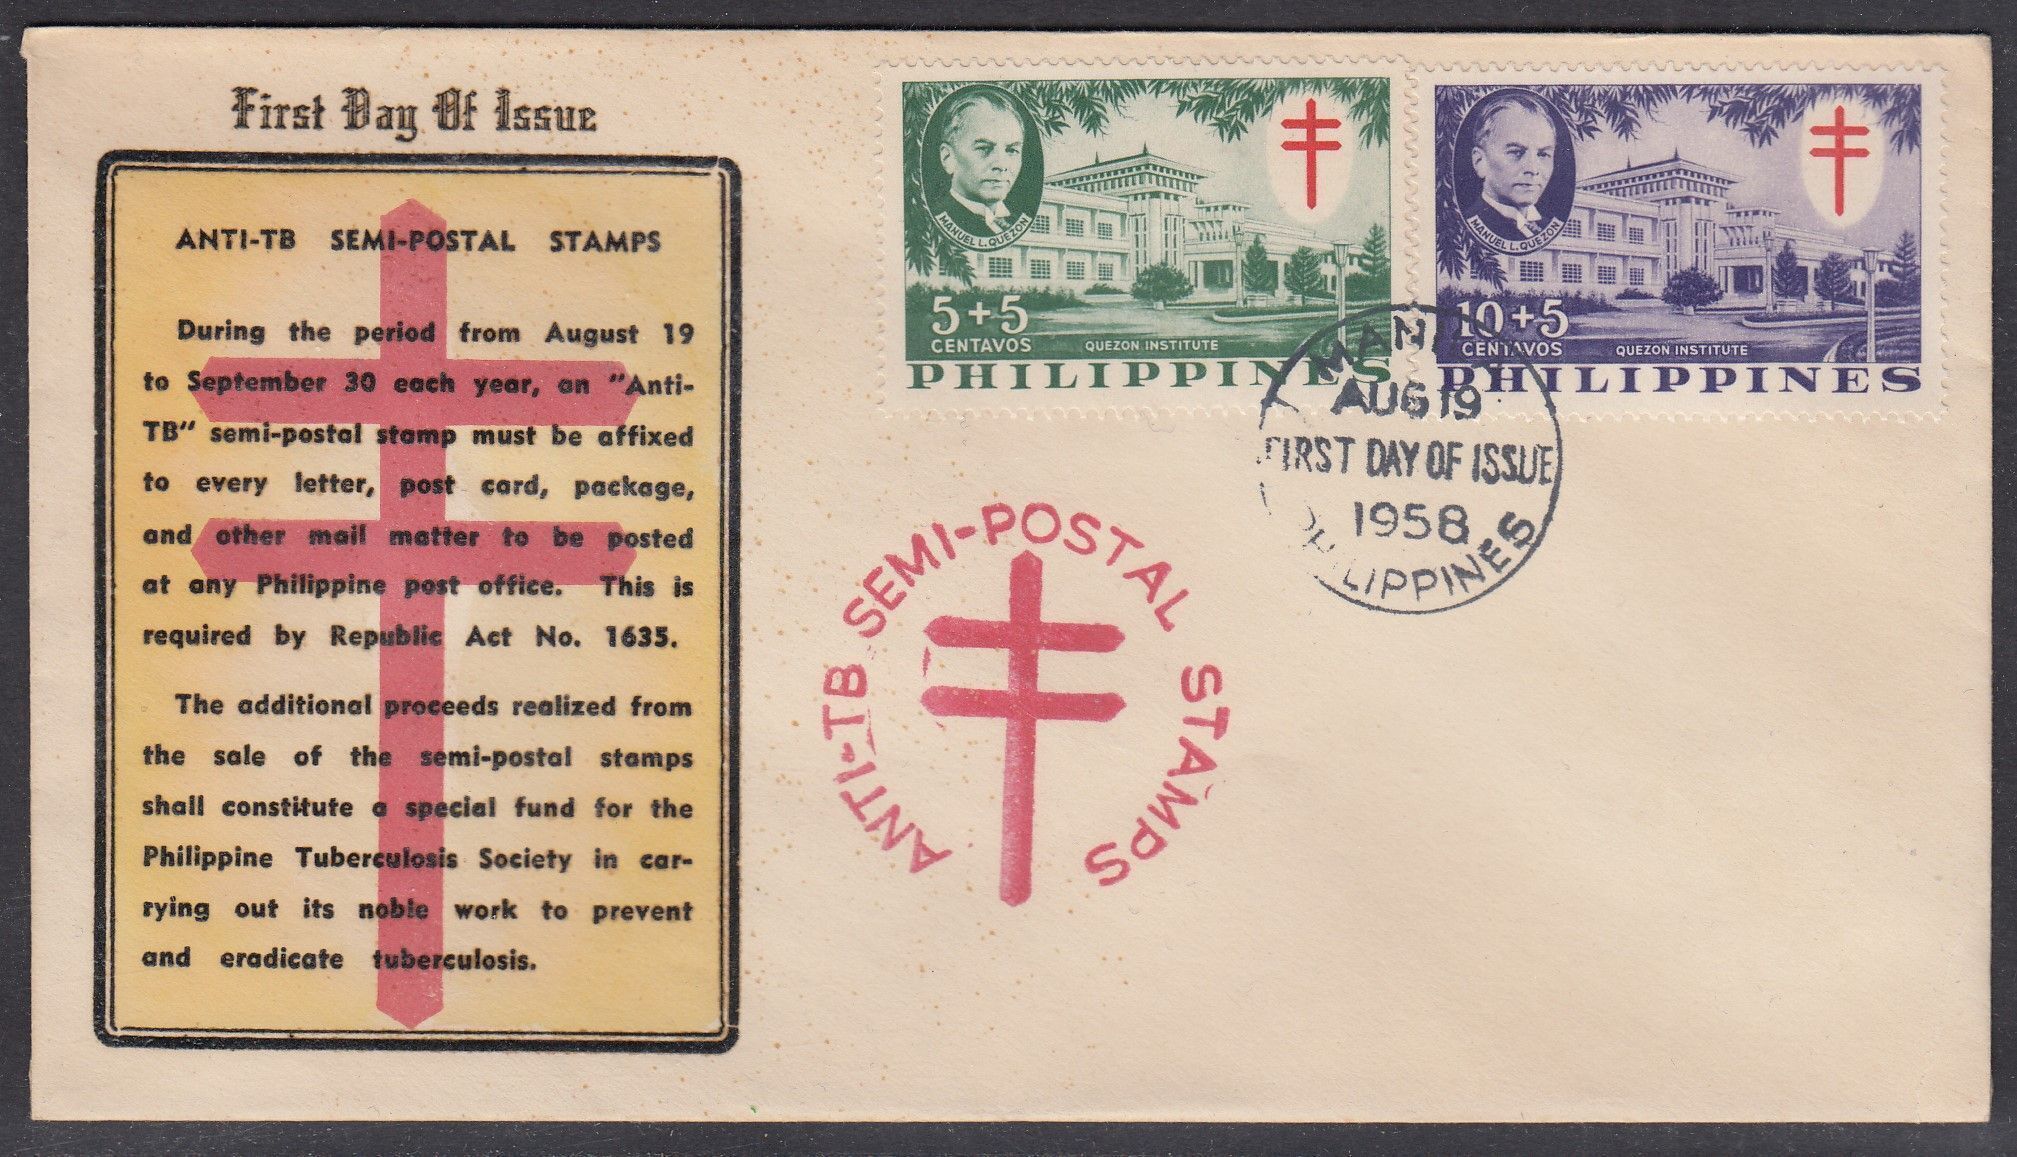 First Day Of Issue
ANTI-TB SEMI-POSTAL STAMPS
During the period from August 19
to September 30 each year, an "Anti-
TB" semi-postal stamp must be affixed
to every letter, post card, package,
and other mail matter to be posted
at any Philippine post office. This is
required by Republic Act No. 1635.
The additional proceeds realized from
the sale of the semi-postal stamps
shall constitute a special fund for the
Philippine Tuberculosis Society in car-
rying out its noble work to prevent
and eradicate tuberculosis.
MANUEL L. QUEZON
5+5
CENTAVOS
QUEZON INSTITUTE
PHILIPPINES
MANUEL L. QUEZON
10+5
CENTAVOS
QUEZON INSTITUTE
PHILIPPINES
AUG 19
FIRST DAY OF ISSUE
1958
PHILIPPINES
ANTI-TB SEMI-POSTAL STAMPS